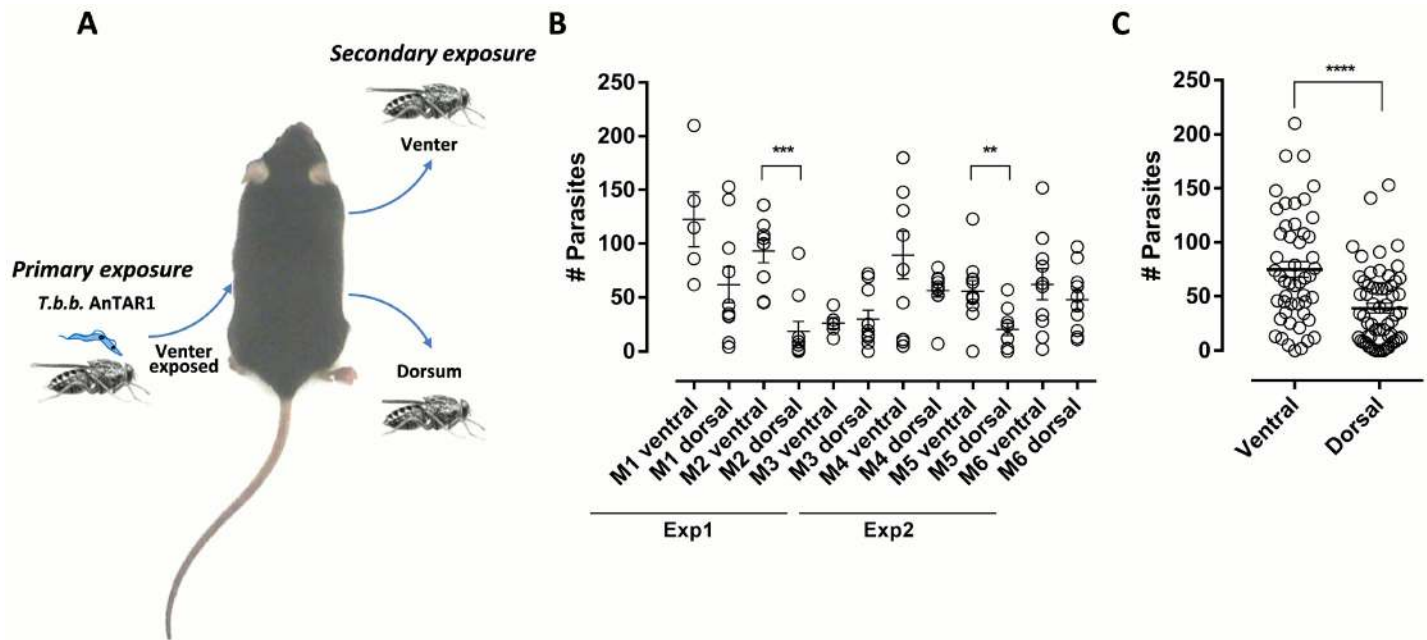 A
Secondary exposure
Venter
Primary exposure
T.b.b. AnTAR1
Venter
exposed
Dorsum
B
# Parasites
250
200
150
100
50
0
***
**
M1 ventral
M1 dorsal
M2 ventral
M2 dorsal
M3 ventral
M3 dorsal
M4 ventral
M4 dorsal
M5 ventral
M5 dorsal
M6 ventral
M6 dorsal
Exp1
Exp2
C
# Parasites
250
200
150
100
50
0
****
Ventral
Dorsal